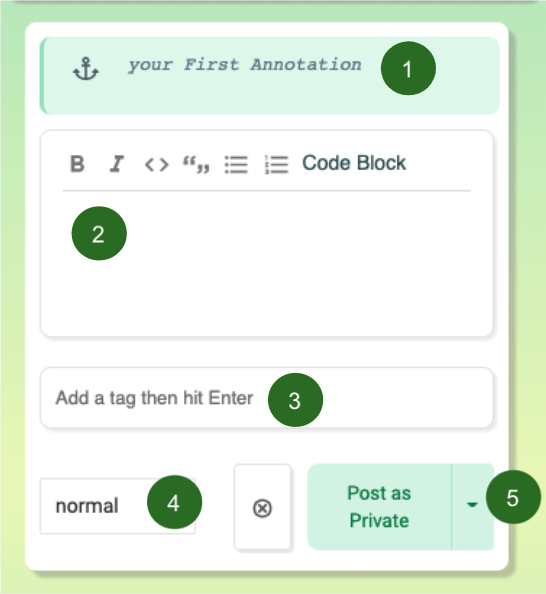 your First Annotation 1
B I <> “„ Code Block
2
Add a tag then hit Enter 3
normal 4
Post as
Private
5